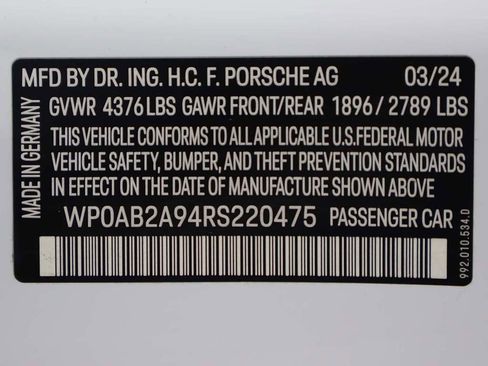 MFD BY DR. ING. H.C. F. PORSCHE AG 03/24
GVWR 4376 LBS GAWR FRONT/REAR 1896 / 2789 LBS
THIS VEHICLE CONFORMS TO ALL APPLICABLE U.S.FEDERAL MOTOR
VEHICLE SAFETY, BUMPER, AND THEFT PREVENTION STANDARDS
IN EFFECT ON THE DATE OF MANUFACTURE SHOWN ABOVE
WP0AB2A94RS220475 PASSENGER CAR
MADE IN GERMANY
992.010.534.D